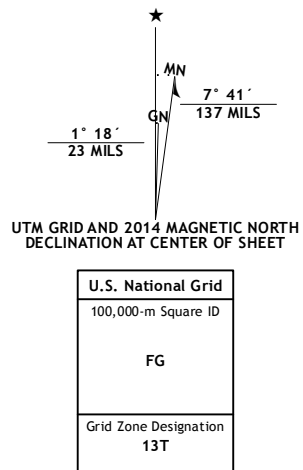 ★
MN
7° 41´
137 MILS
GN
1° 18´
23 MILS
UTM GRID AND 2014 MAGNETIC NORTH
DECLINATION AT CENTER OF SHEET
U.S. National Grid
100,000-m Square ID
FG
Grid Zone Designation
13T